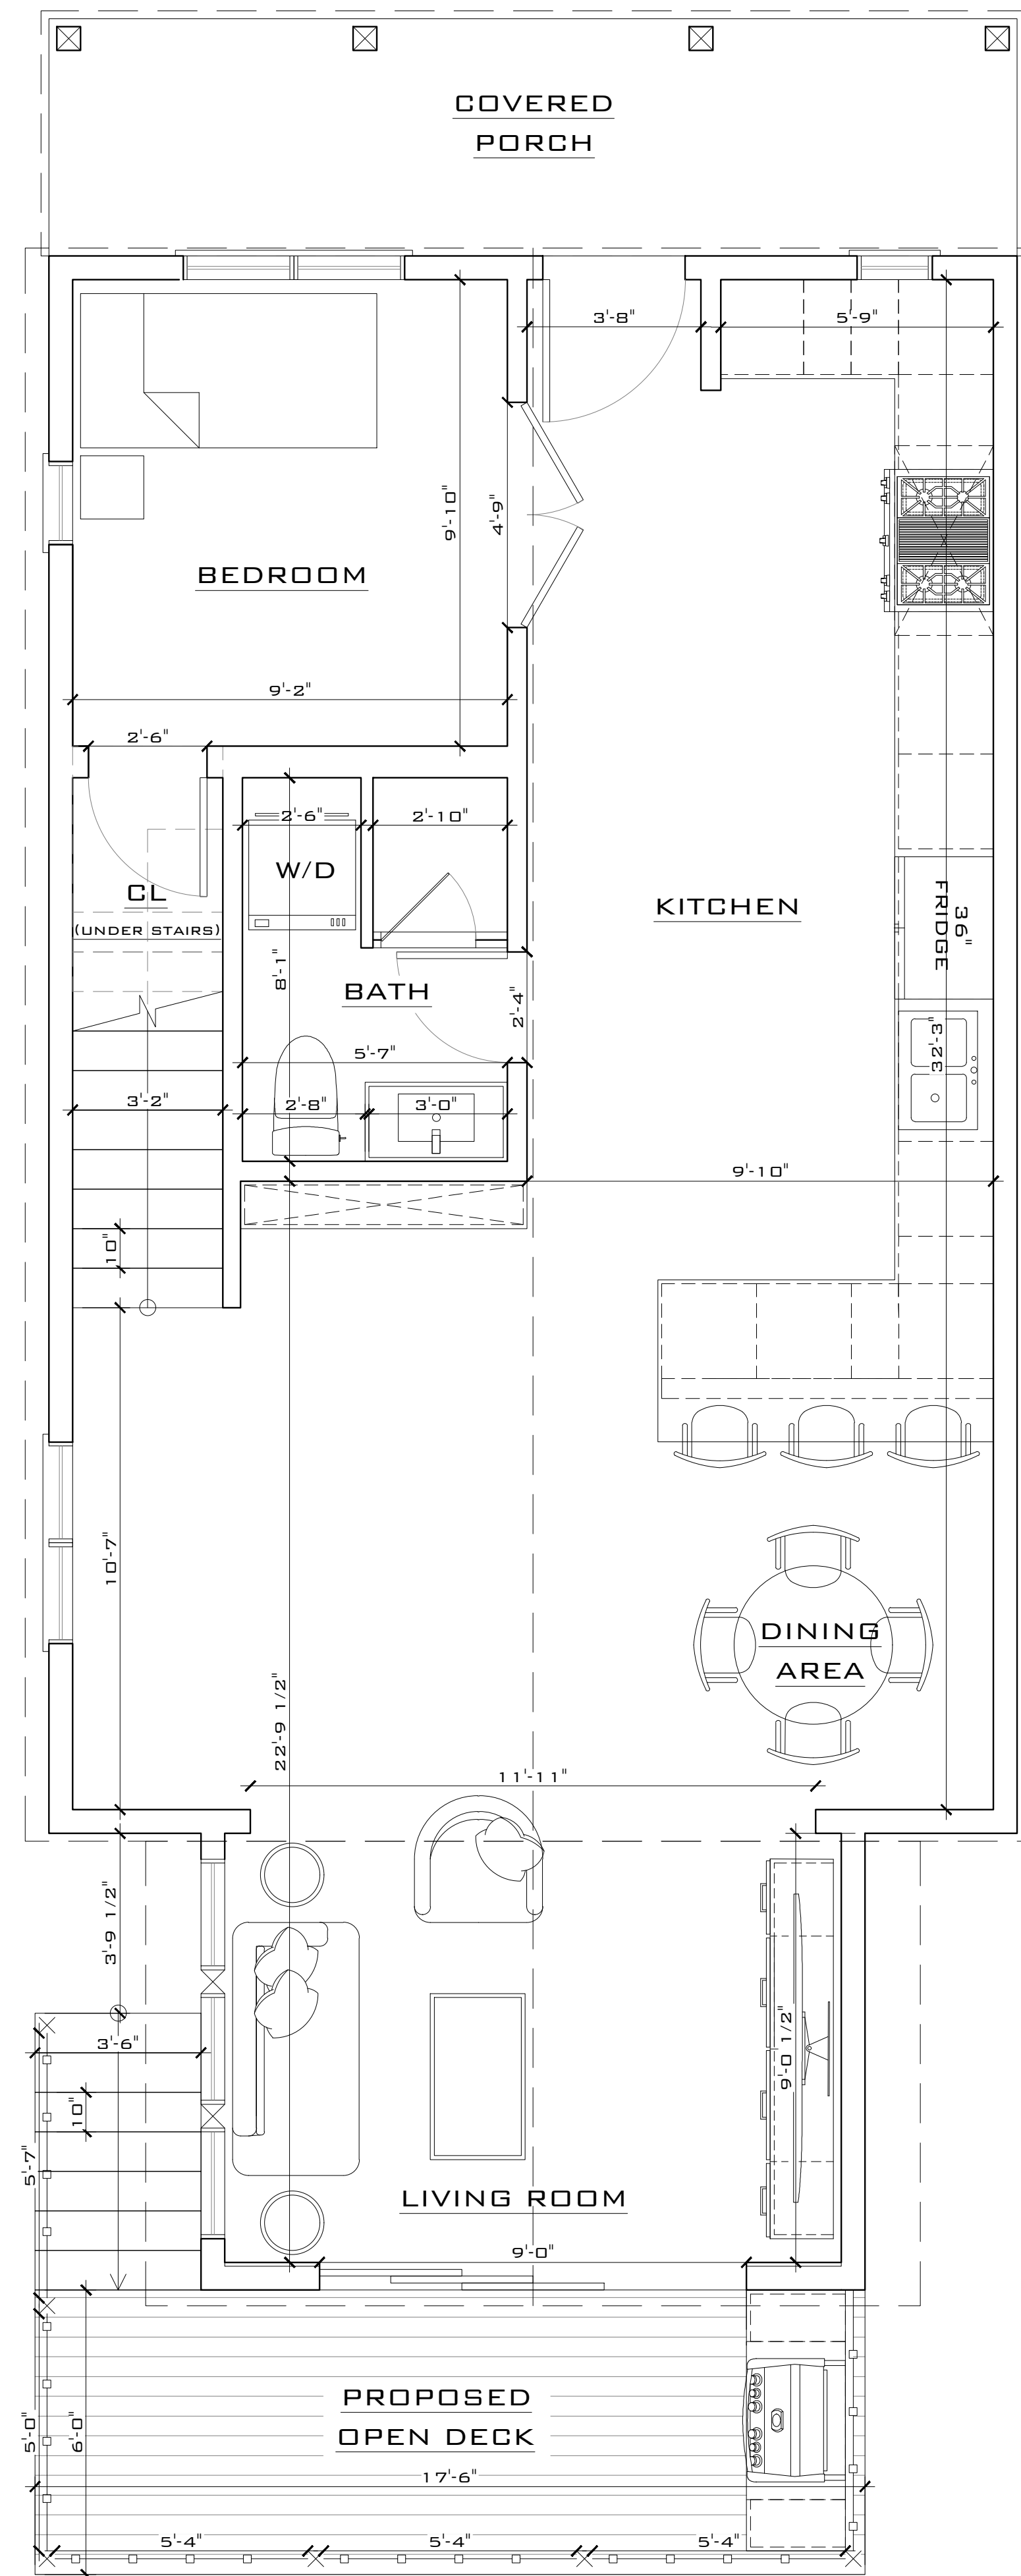 COVERED
PORCH
3'-8"
5'-9"
9'-10"
4'-9"
BEDROOM
9'-2"
2'-6"
2'-6"
2'-10"
W/D
CL
(UNDER STAIRS)
KITCHEN
36"
FRIDGE
8'-1"
BATH
2'-4"
32'-3"
5'-7"
3'-2"
2'-8"
3'-0"
9'-10"
10"
10'-7"
DINING
AREA
22'-9 1/2"
11'-11"
3'-9 1/2"
3'-6"
9'-0 1/2"
10"
5'-7"
LIVING ROOM
9'-0"
PROPOSED
OPEN DECK
5'-0"
6'-0"
17'-6"
5'-4"
5'-4"
5'-4"